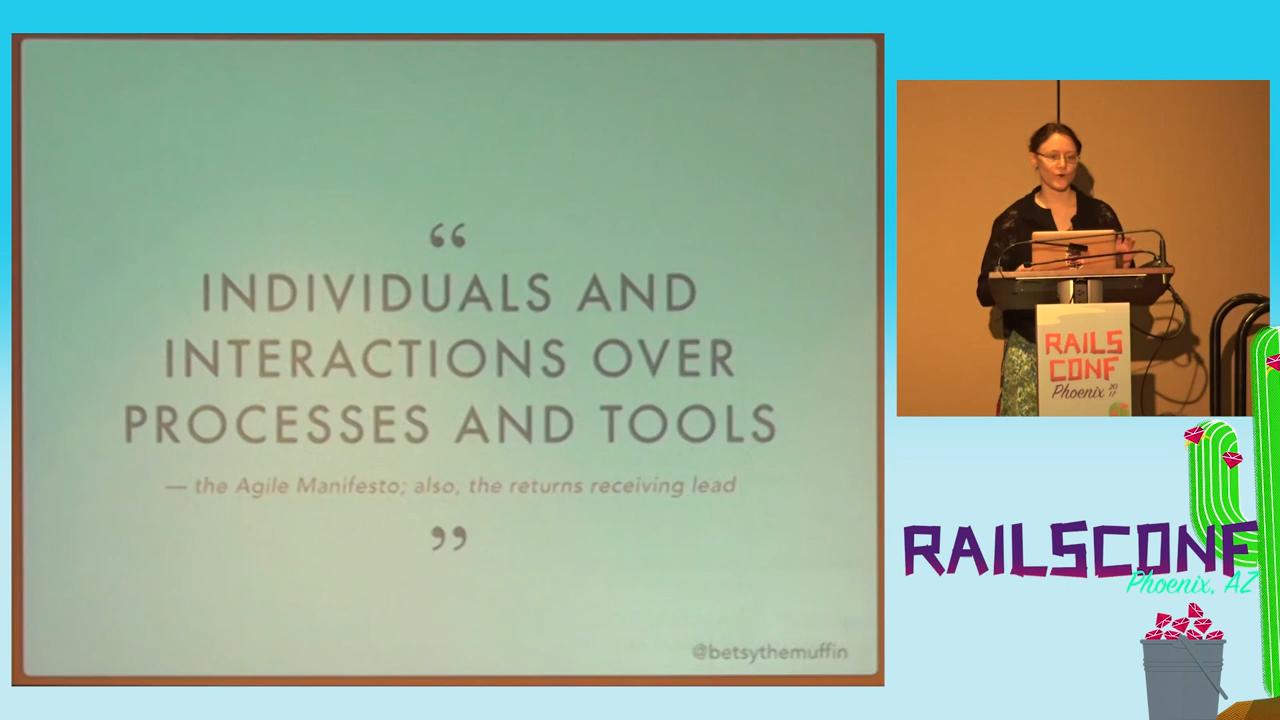 “
INDIVIDUALS AND
INTERACTIONS OVER
PROCESSES AND TOOLS
— the Agile Manifesto; also, the returns receiving lead
”
@betsythemuffin
RAILS
CONF
Phoenix 2017
RAILSCONF
Phoenix, AZ